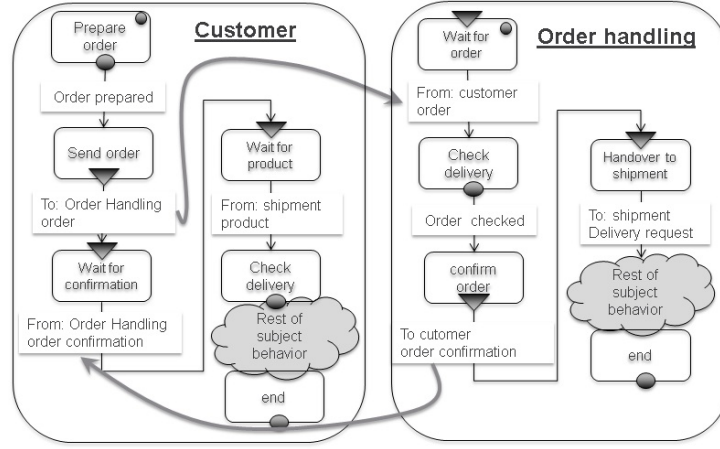 Customer
Prepare
order
Order prepared
Send order
To: Order Handling
order
Wait for
confirmation
From: Order Handling
order confirmation
Wait for
product
From: shipment
product
Check
delivery
Rest of
subject
behavior
end
Order handling
Wait for
order
From: customer
order
Check
delivery
Order checked
confirm
order
To cutomer
order confirmation
Handover to
shipment
To: shipment
Delivery request
Rest of
subject
behavior
end